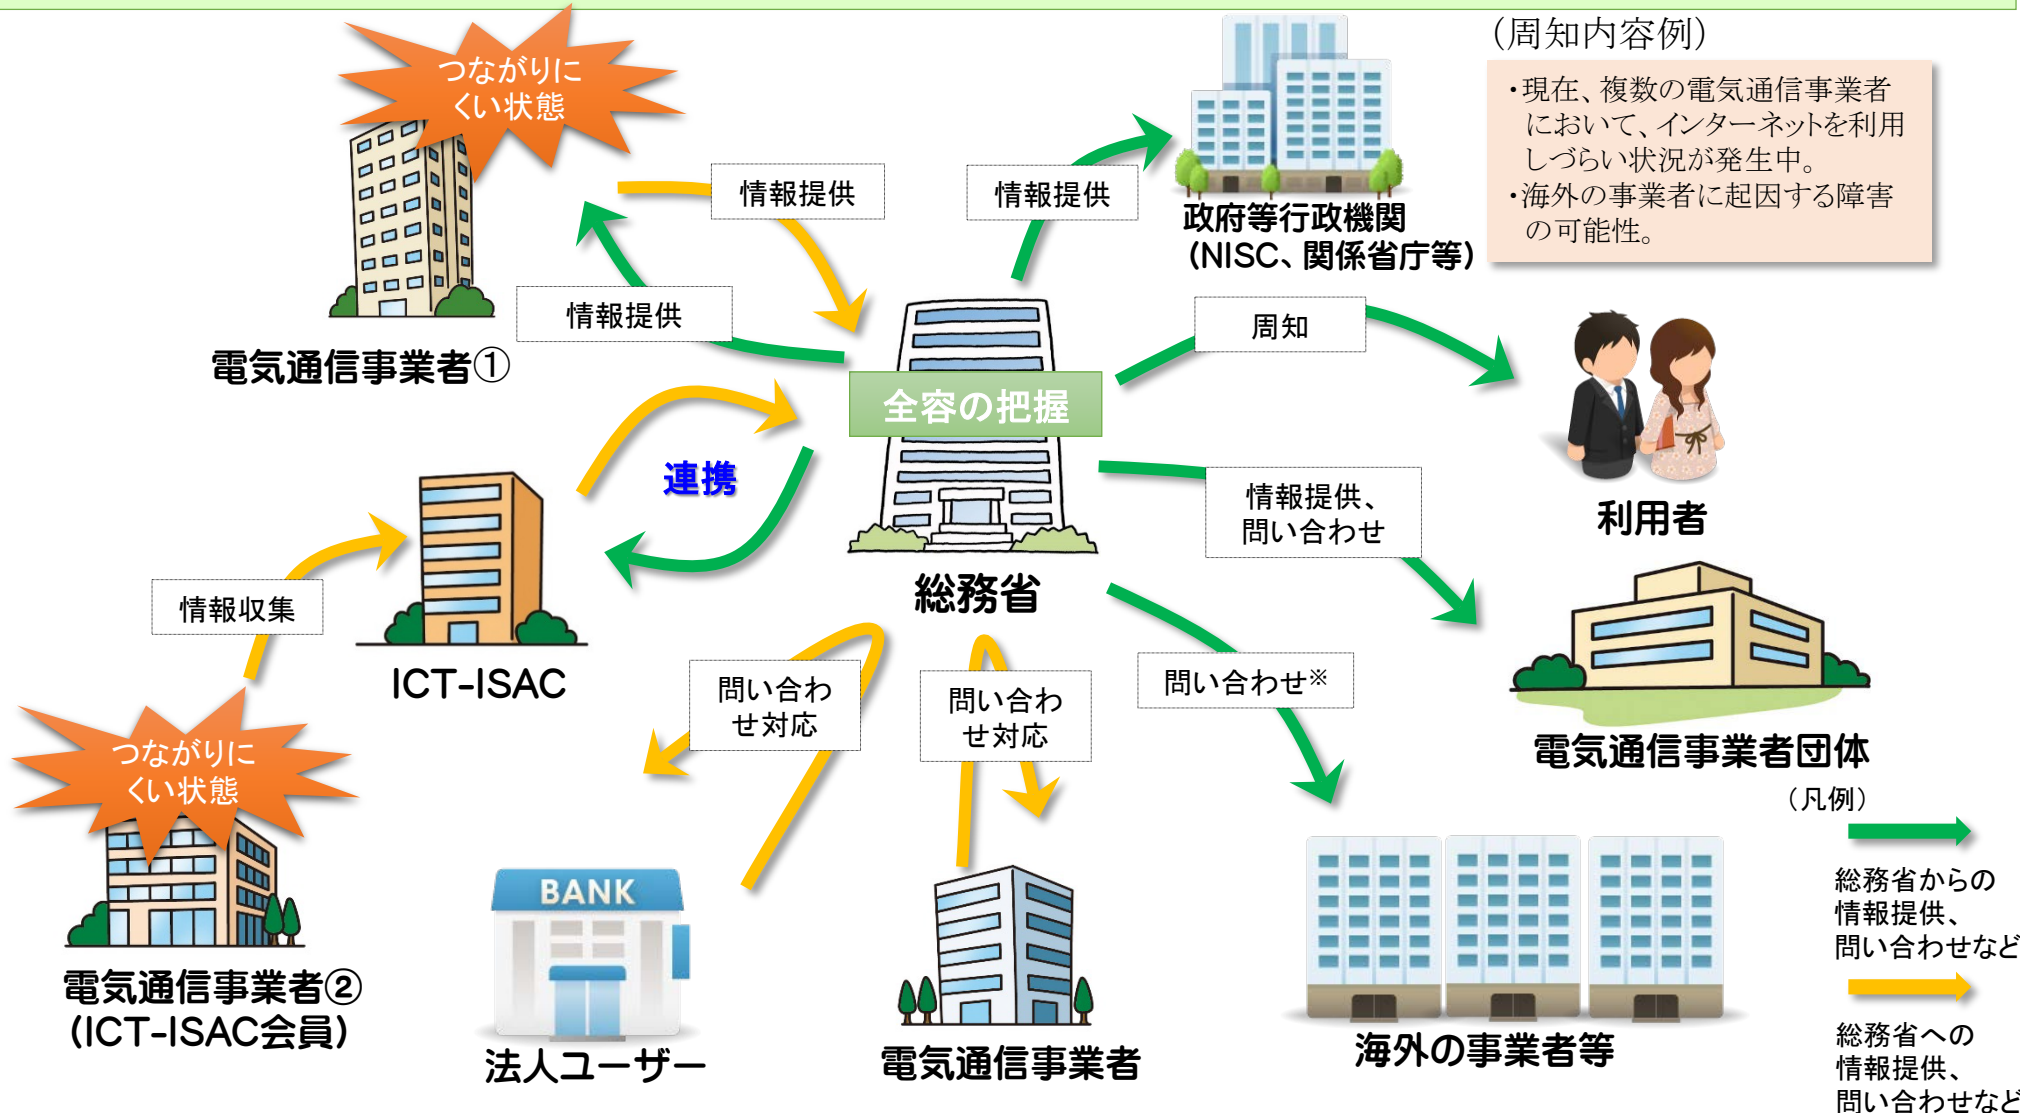 つながりに
くい状態
情報提供
情報提供
電気通信事業者①
情報提供
政府等行政機関
(NISC、関係省庁等)
(周知内容例)
・現在、複数の電気通信事業者
において、インターネットを利用
しづらい状況が発生中。
・海外の事業者に起因する障害
の可能性。
周知
利用者
全容の把握
総務省
連携
ICT-ISAC
情報収集
つながりに
くい状態
電気通信事業者②
(ICT-ISAC会員)
問い合わ
せ対応
法人ユーザー
BANK
問い合わ
せ対応
電気通信事業者
問い合わせ※
海外の事業者等
情報提供、
問い合わせ
電気通信事業者団体
(凡例)
総務省からの
情報提供、
問い合わせなど
総務省への
情報提供、
問い合わせなど